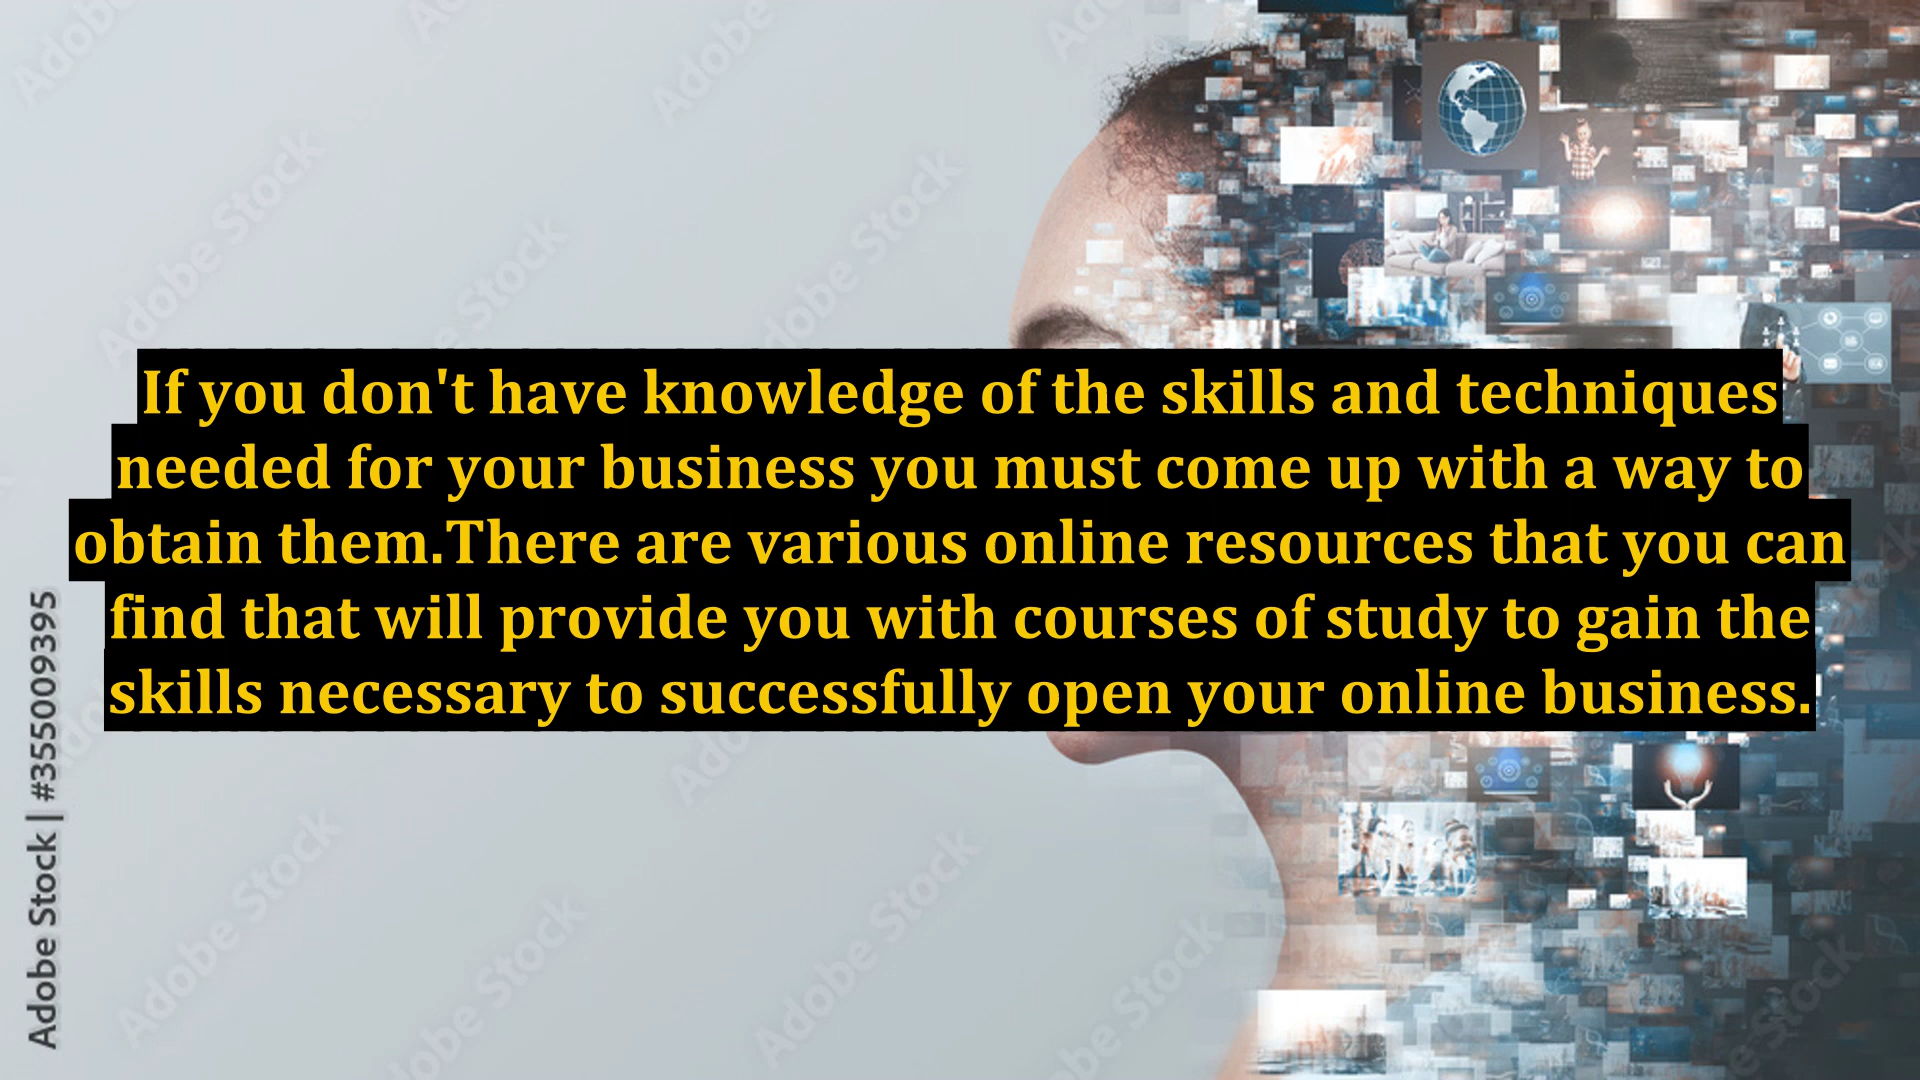 If you don't have knowledge of the skills and techniques
needed for your business you must come up with a way to
obtain them.There are various online resources that you can
find that will provide you with courses of study to gain the
skills necessary to successfully open your online business.
Adobe Stock | #355009395